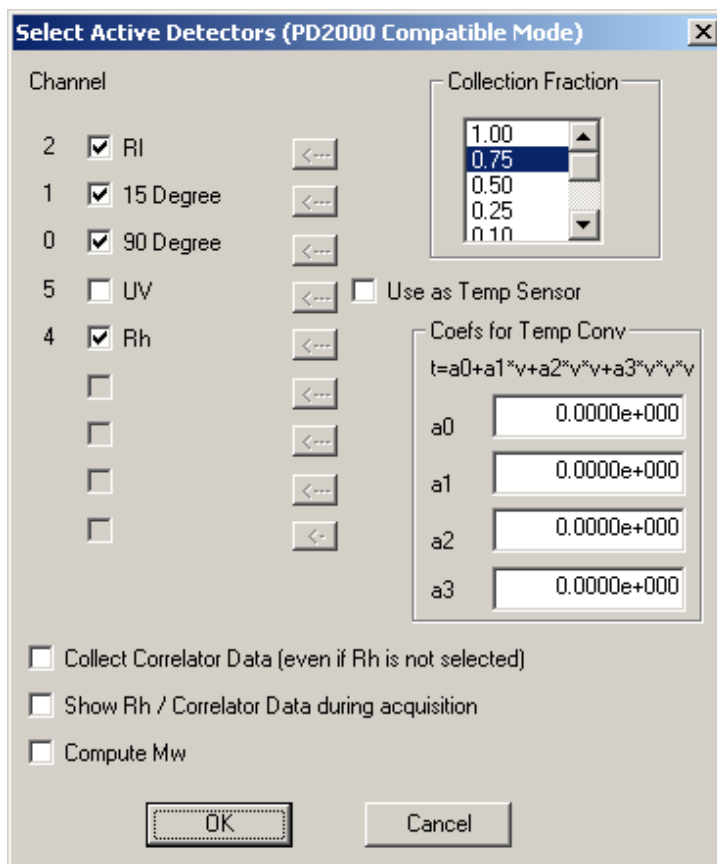 Select Active Detectors (PD2000 Compatible Mode)
Channel
Collection Fraction
2 RI <---
1 15 Degree <---
0 90 Degree <---
5 UV <---
4 Rh <---
<---
<---
<---
<-
1.00
0.75
0.50
0.25
0.10
Use as Temp Sensor
Coefs for Temp Conv
t=a0+a1*v+a2*v*v+a3*v*v*v
a0 0.0000e+000
a1 0.0000e+000
a2 0.0000e+000
a3 0.0000e+000
Collect Correlator Data (even if Rh is not selected)
Show Rh / Correlator Data during acquisition
Compute Mw
OK Cancel